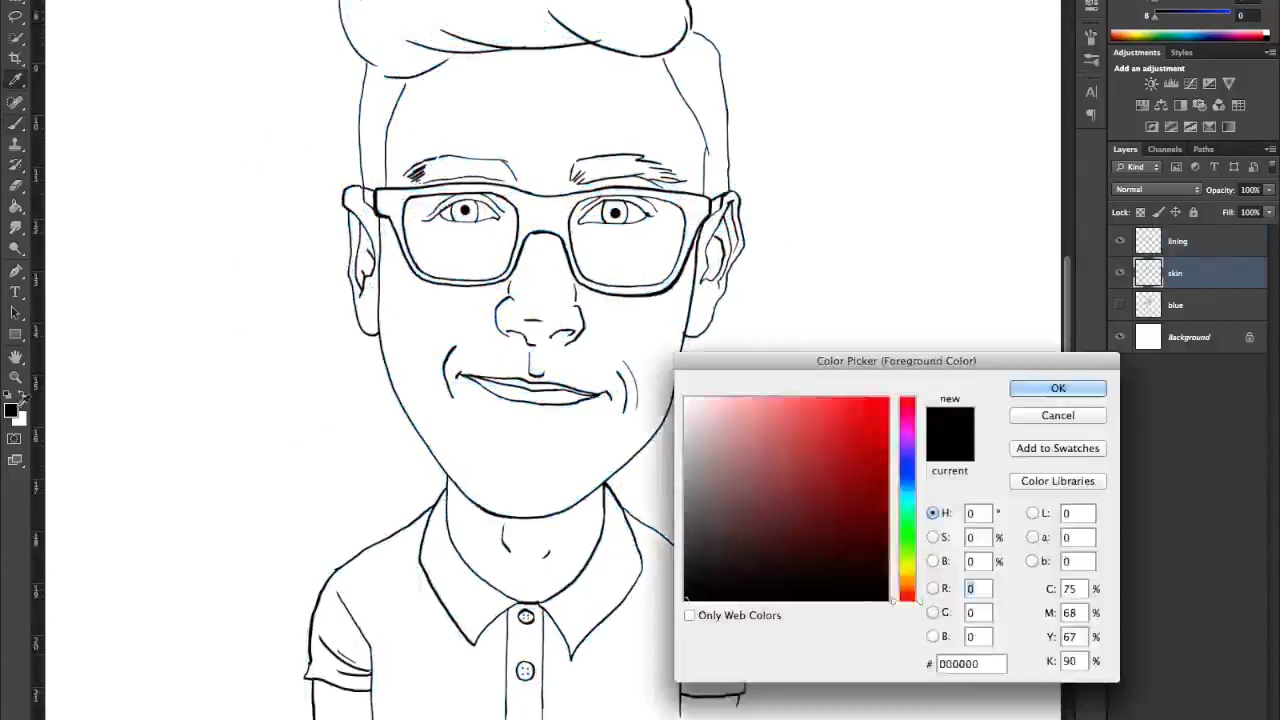 8
0
Adjustments Styles
Add an adjustment
Layers Channels Paths
Kind
Normal Opacity: 100%
Lock: Fill: 100%
lining
skin
blue
Background
Color Picker (Foreground Color)
new
current
OK
Cancel
Add to Swatches
Color Libraries
H: 0 ° L: 0
S: 0 % a: 0
B: 0 % b: 0
R: 0 C: 75 %
G: 0 M: 68 %
B: 0 Y: 67 %
# 000000 K: 90 %
Only Web Colors